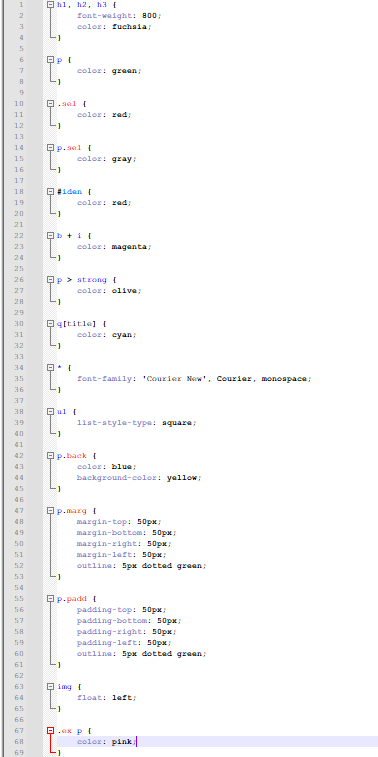 1 h1, h2, h3 {
2 font-weight: 800;
3 color: fuchsia;
4 }
5
6 p {
7 color: green;
8 }
9
10 .sel {
11 color: red;
12 }
13
14 p.sel {
15 color: gray;
16 }
17
18 #iden {
19 color: red;
20 }
21
22 b + i {
23 color: magenta;
24 }
25
26 p > strong {
27 color: olive;
28 }
29
30 q[title] {
31 color: cyan;
32 }
33
34 * {
35 font-family: 'Courier New', Courier, monospace;
36 }
37
38 ul {
39 list-style-type: square;
40 }
41
42 p.back {
43 color: blue;
44 background-color: yellow;
45 }
46
47 p.marg {
48 margin-top: 50px;
49 margin-bottom: 50px;
50 margin-right: 50px;
51 margin-left: 50px;
52 outline: 5px dotted green;
53 }
54
55 p.padd {
56 padding-top: 50px;
57 padding-bottom: 50px;
58 padding-right: 50px;
59 padding-left: 50px;
60 outline: 5px dotted green;
61 }
62
63 img {
64 float: left;
65 }
66
67 .ex p {
68 color: pink;
69 }